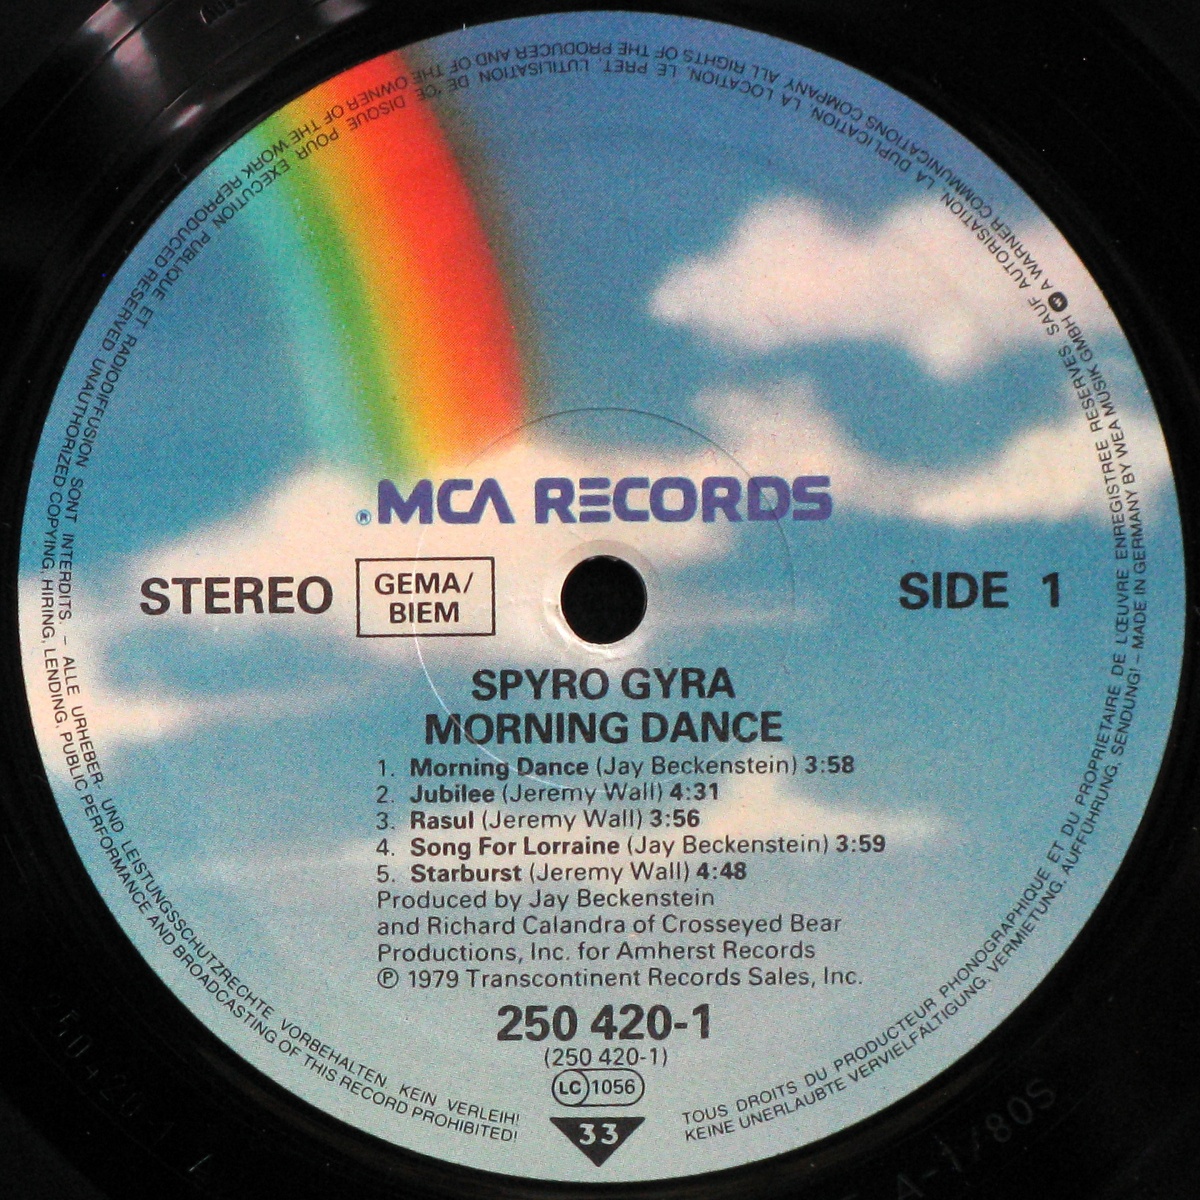 ® MCA RECORDS
STEREO
GEMA/
BIEM
SIDE 1
SPYRO GYRA
MORNING DANCE
1. Morning Dance (Jay Beckenstein) 3:58
2. Jubilee (Jeremy Wall) 4:31
3. Rasul (Jeremy Wall) 3:56
4. Song For Lorraine (Jay Beckenstein) 3:59
5. Starburst (Jeremy Wall) 4:48
Produced by Jay Beckenstein
and Richard Calandra of Crosseyed Bear
Productions, Inc. for Amherst Records
℗ 1979 Transcontinent Records Sales, Inc.
250 420-1
(250 420-1)
LC 1056
33
TOUS DROITS DU PRODUCTEUR PHONOGRAPHIQUE ET DU PROPRIETAIRE DE L'ŒUVRE ENREGISTREE RESERVES. SAUF AUTORISATION, LA DUPLICATION, LA LOCATION, LE PRET, L'UTILISATION DE CE DISQUE POUR EXECUTION PUBLIQUE ET RADIODIFFUSION SONT INTERDITS. – ALLE URHEBER- UND LEISTUNGSSCHUTZRECHTE VORBEHALTEN. KEIN VERLEIH!
KEINE UNERLAUBTE VERVIELFÄLTIGUNG, VERMIETUNG, AUFFÜHRUNG, SENDUNG! – MADE IN GERMANY BY WEA MUSIK GMBH A WARNER COMMUNICATIONS COMPANY. ALL RIGHTS OF THE PRODUCER AND OF THE OWNER OF THE WORK REPRODUCED RESERVED. UNAUTHORIZED COPYING, HIRING, LENDING, PUBLIC PERFORMANCE AND BROADCASTING OF THIS RECORD PROHIBITED!